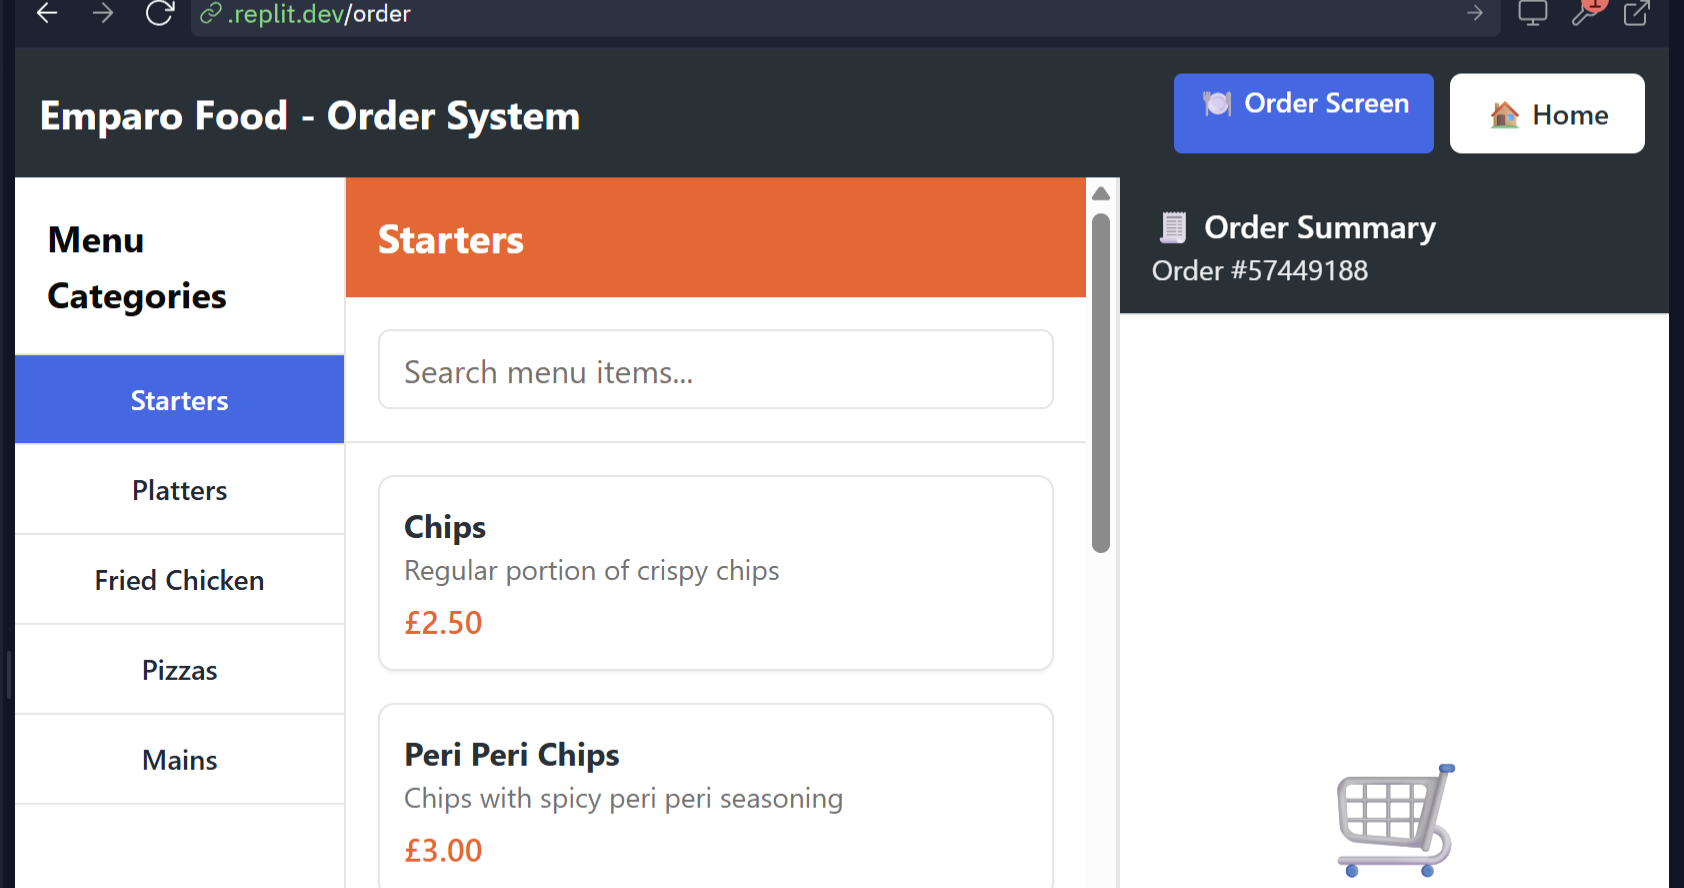 .replit.dev/order
1
Emparo Food - Order System
Order Screen
Home
Menu
Categories
Starters
Platters
Fried Chicken
Pizzas
Mains
Starters
Search menu items...
Chips
Regular portion of crispy chips
£2.50
Peri Peri Chips
Chips with spicy peri peri seasoning
£3.00
Order Summary
Order #57449188